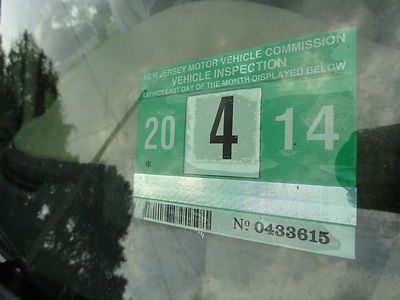 NEW JERSEY MOTOR VEHICLE COMMISSION
VEHICLE INSPECTION
EXPIRES LAST DAY OF THE MONTH DISPLAYED BELOW
20 4 14
*
No 0433615